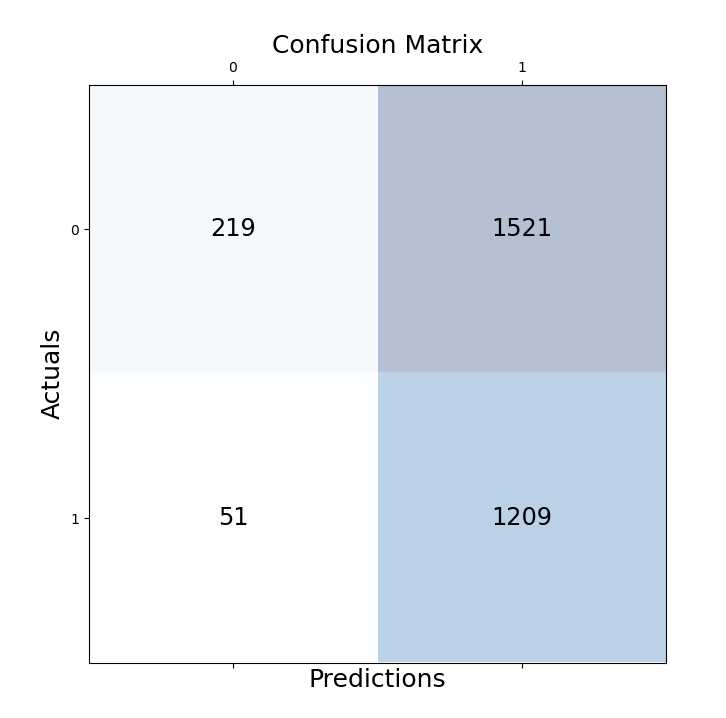 Confusion Matrix
0 1
0 219 1521
Actuals
1 51 1209
Predictions